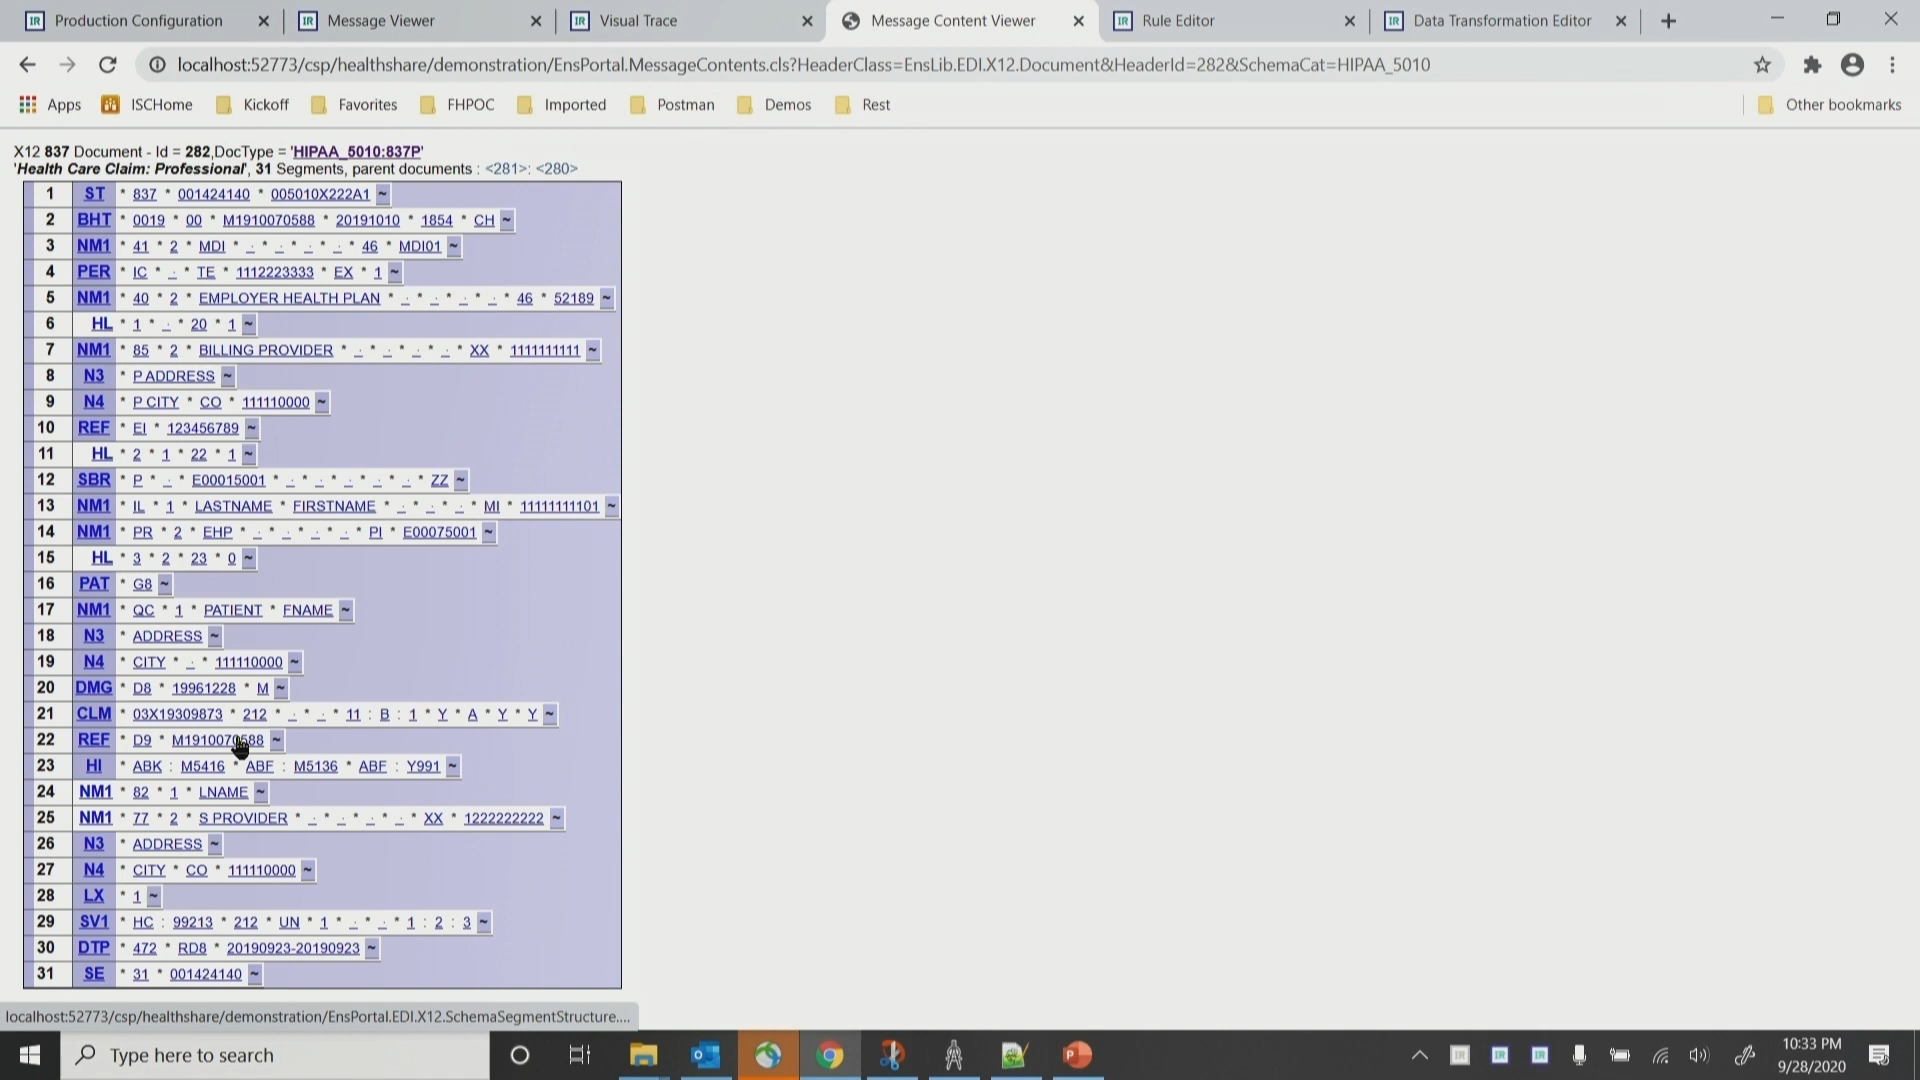 Production Configuration
Message Viewer
Visual Trace
Message Content Viewer
Rule Editor
Data Transformation Editor
localhost:52773/csp/healthshare/demonstration/EnsPortal.MessageContents.cls?HeaderClass=EnsLib.EDI.X12.Document&HeaderId=282&SchemaCat=HIPAA_5010
Apps ISCHome Kickoff Favorites FHPOC Imported Postman Demos Rest Other bookmarks
X12 837 Document - Id = 282,DocType = 'HIPAA_5010:837P'
'Health Care Claim: Professional', 31 Segments, parent documents : <281>: <280>
1 ST * 837 * 001424140 * 005010X222A1 ~
2 BHT * 0019 * 00 * M1910070588 * 20191010 * 1854 * CH ~
3 NM1 * 41 * 2 * MDI * . * . * . * . * 46 * MDI01 ~
4 PER * IC * . * TE * 1112223333 * EX * 1 ~
5 NM1 * 40 * 2 * EMPLOYER HEALTH PLAN * . * . * . * . * 46 * 52189 ~
6 HL * 1 * . * 20 * 1 ~
7 NM1 * 85 * 2 * BILLING PROVIDER * . * . * . * . * XX * 1111111111 ~
8 N3 * P ADDRESS ~
9 N4 * P CITY * CO * 111110000 ~
10 REF * EI * 123456789 ~
11 HL * 2 * 1 * 22 * 1 ~
12 SBR * P * . * E00015001 * . * . * . * . * . * ZZ ~
13 NM1 * IL * 1 * LASTNAME * FIRSTNAME * . * . * . * MI * 11111111101 ~
14 NM1 * PR * 2 * EHP * . * . * . * . * PI * E00075001 ~
15 HL * 3 * 2 * 23 * 0 ~
16 PAT * G8 ~
17 NM1 * QC * 1 * PATIENT * FNAME ~
18 N3 * ADDRESS ~
19 N4 * CITY * . * 111110000 ~
20 DMG * D8 * 19961228 * M ~
21 CLM * 03X19309873 * 212 * . * . * 11 : B : 1 * Y * A * Y * Y ~
22 REF * D9 * M1910070588 ~
23 HI * ABK : M5416 * ABF : M5136 * ABF : Y991 ~
24 NM1 * 82 * 1 * LNAME ~
25 NM1 * 77 * 2 * S PROVIDER * . * . * . * . * XX * 1222222222 ~
26 N3 * ADDRESS ~
27 N4 * CITY * CO * 111110000 ~
28 LX * 1 ~
29 SV1 * HC : 99213 * 212 * UN * 1 * . * . * 1 : 2 : 3 ~
30 DTP * 472 * RD8 * 20190923-20190923 ~
31 SE * 31 * 001424140 ~
localhost:52773/csp/healthshare/demonstration/EnsPortal.EDI.X12.SchemaSegmentStructure....
Type here to search
10:33 PM
9/28/2020